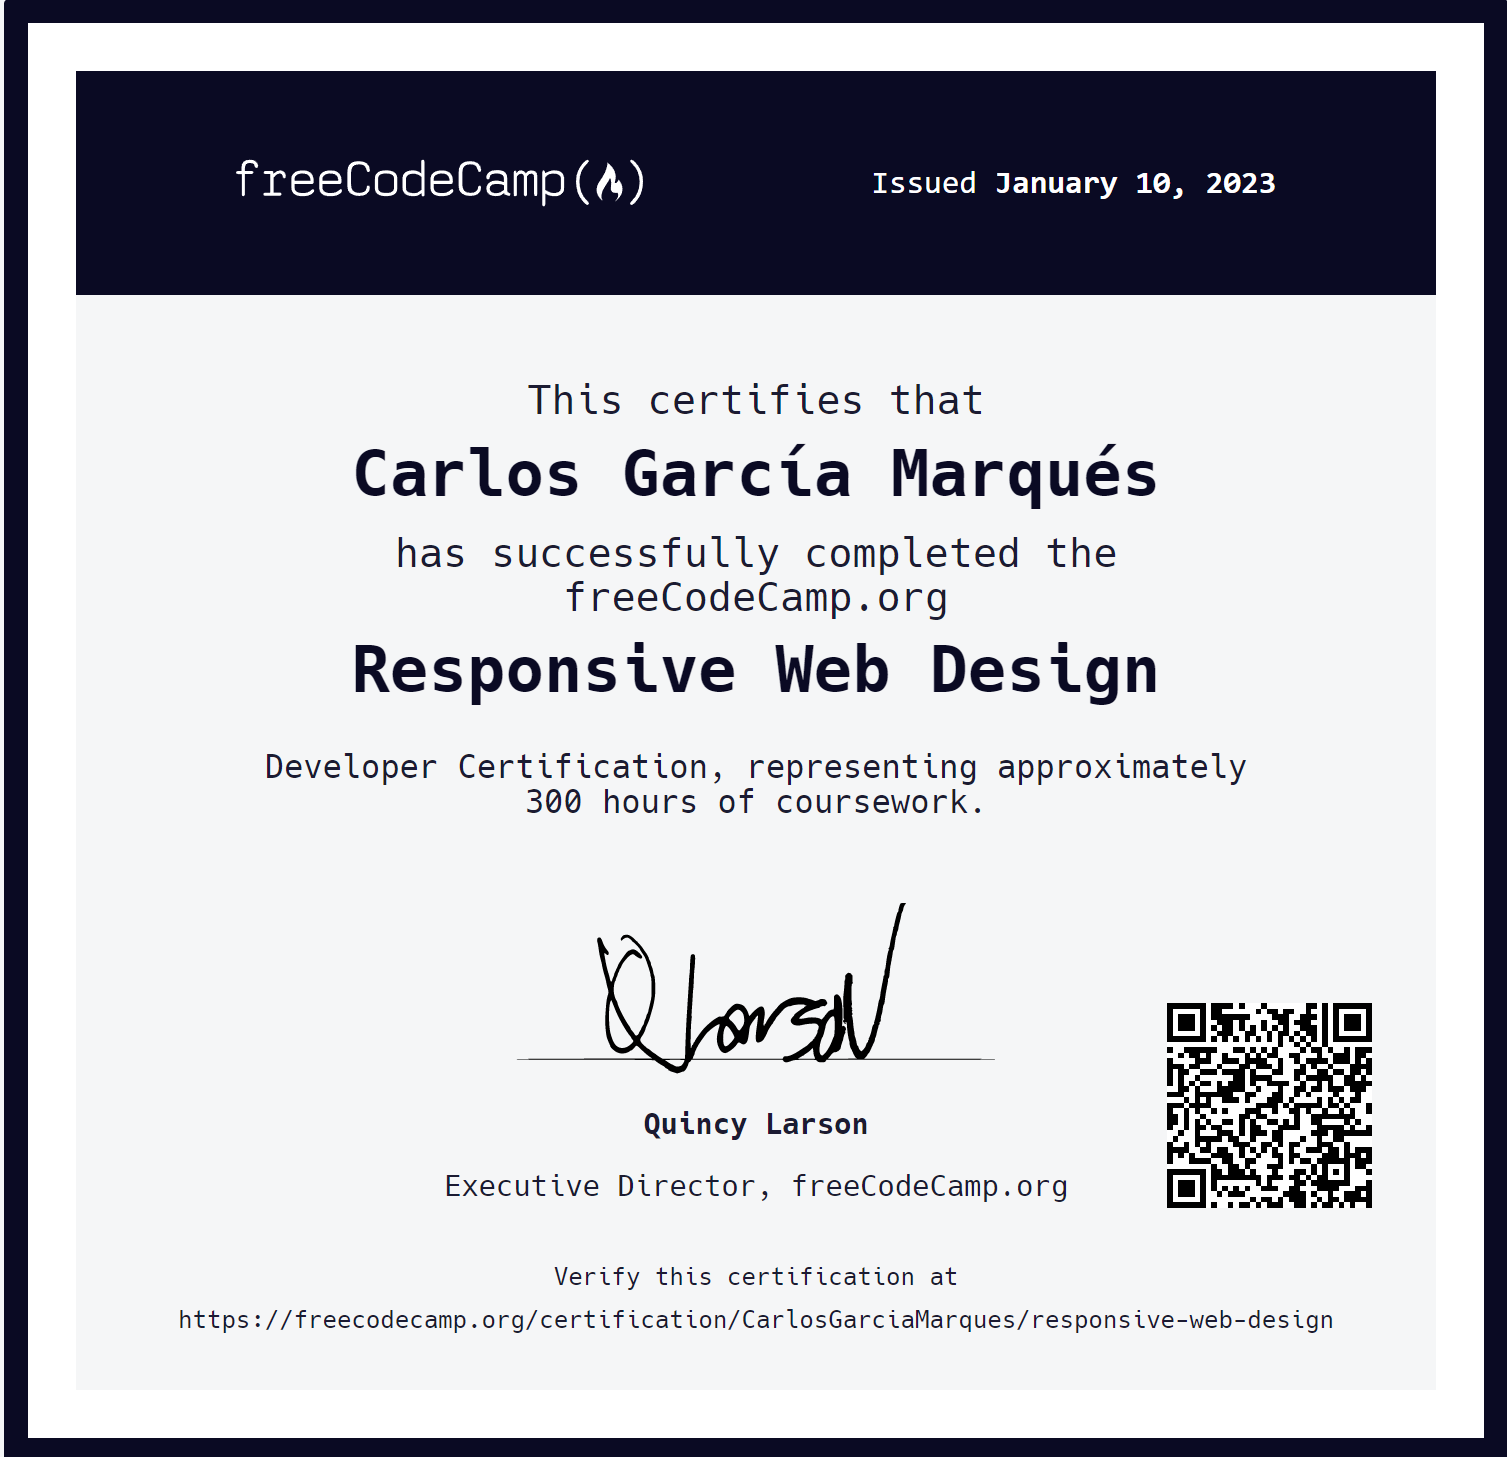 freeCodeCamp(🔥)
Issued January 10, 2023
This certifies that
Carlos García Marqués
has successfully completed the
freeCodeCamp.org
Responsive Web Design
Developer Certification, representing approximately
300 hours of coursework.
Q Larson
Quincy Larson
Executive Director, freeCodeCamp.org
Verify this certification at
https://freecodecamp.org/certification/CarlosGarciaMarques/responsive-web-design